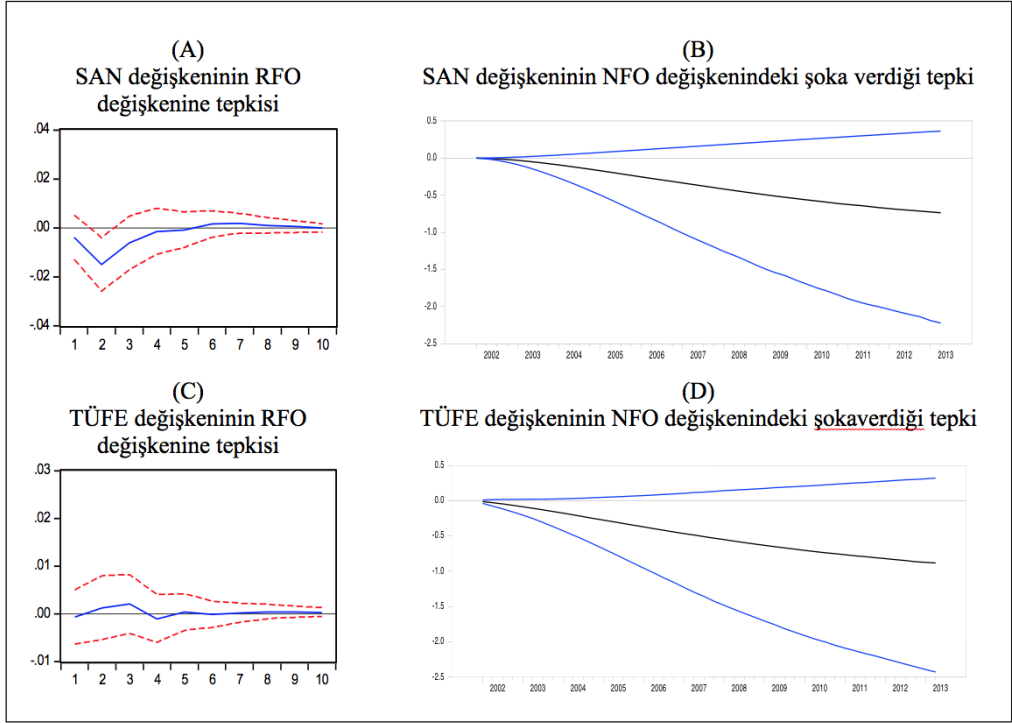 (A)
SAN değişkeninin RFO
değişkenine tepkisi
.04
.02
.00
-.02
-.04
1 2 3 4 5 6 7 8 9 10
(B)
SAN değişkeninin NFO değişkenindeki şoka verdiği tepki
0.5
0.0
-0.5
-1.0
-1.5
-2.0
-2.5
2002 2003 2004 2005 2006 2007 2008 2009 2010 2011 2012 2013
(C)
TÜFE değişkeninin RFO
değişkenine tepkisi
.03
.02
.01
.00
-.01
1 2 3 4 5 6 7 8 9 10
(D)
TÜFE değişkeninin NFO değişkenindeki şokaverdiği tepki
0.5
0.0
-0.5
-1.0
-1.5
-2.0
-2.5
2002 2003 2004 2005 2006 2007 2008 2009 2010 2011 2012 2013